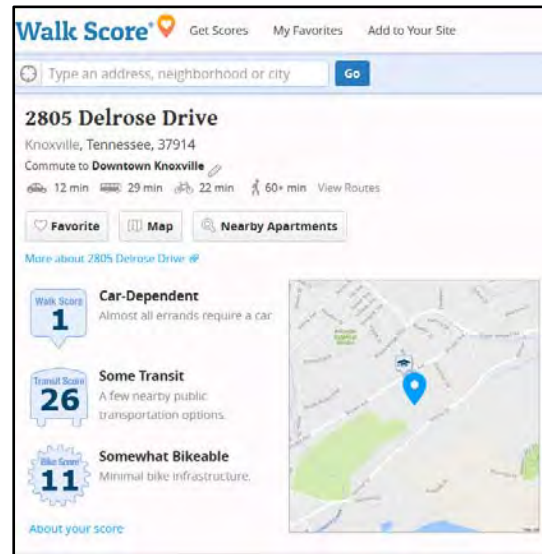 Walk Score® Get Scores My Favorites Add to Your Site
Type an address, neighborhood or city Go
2805 Delrose Drive
Knoxville, Tennessee, 37914
Commute to Downtown Knoxville
12 min 29 min 22 min 60+ min View Routes
Favorite Map Nearby Apartments
More about 2805 Delrose Drive
Walk Score
1
Car-Dependent
Almost all errands require a car
Transit Score
26
Some Transit
A few nearby public
transportation options.
Bike Score
11
Somewhat Bikeable
Minimal bike infrastructure.
About your score